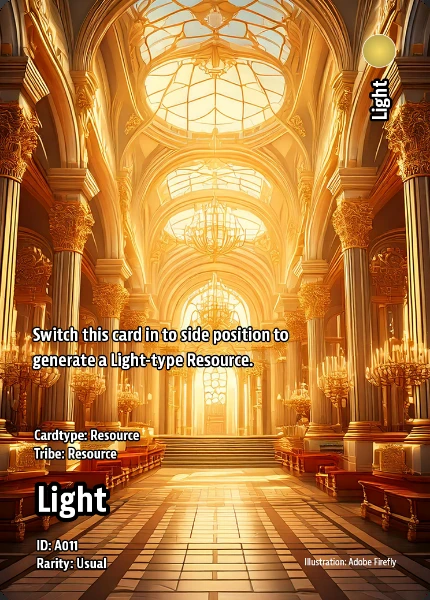 Light
Switch this card in to side position to
generate a Light-type Resource.
Cardtype: Resource
Tribe: Resource
Light
ID: A011
Rarity: Usual
Illustration: Adobe Firefly